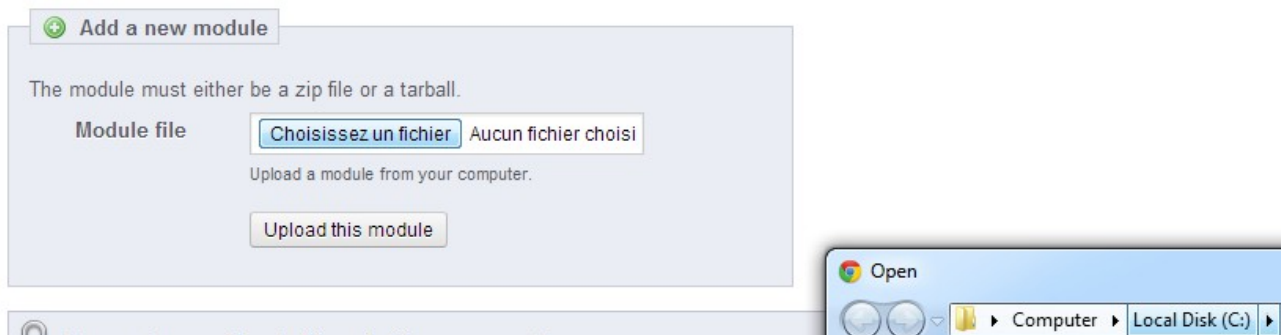 Add a new module
The module must either be a zip file or a tarball.
Module file
Choisissez un fichier Aucun fichier choisi
Upload a module from your computer.
Upload this module
Open
Computer Local Disk (C:)